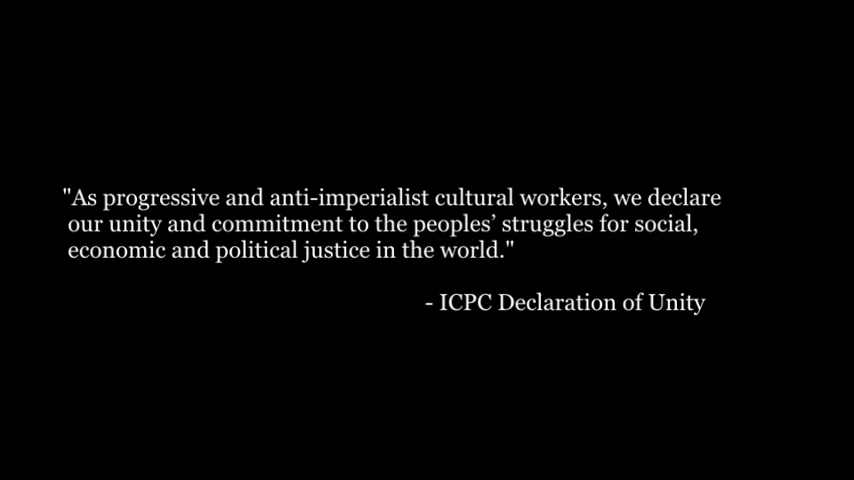 "As progressive and anti-imperialist cultural workers, we declare
our unity and commitment to the peoples’ struggles for social,
economic and political justice in the world."
- ICPC Declaration of Unity